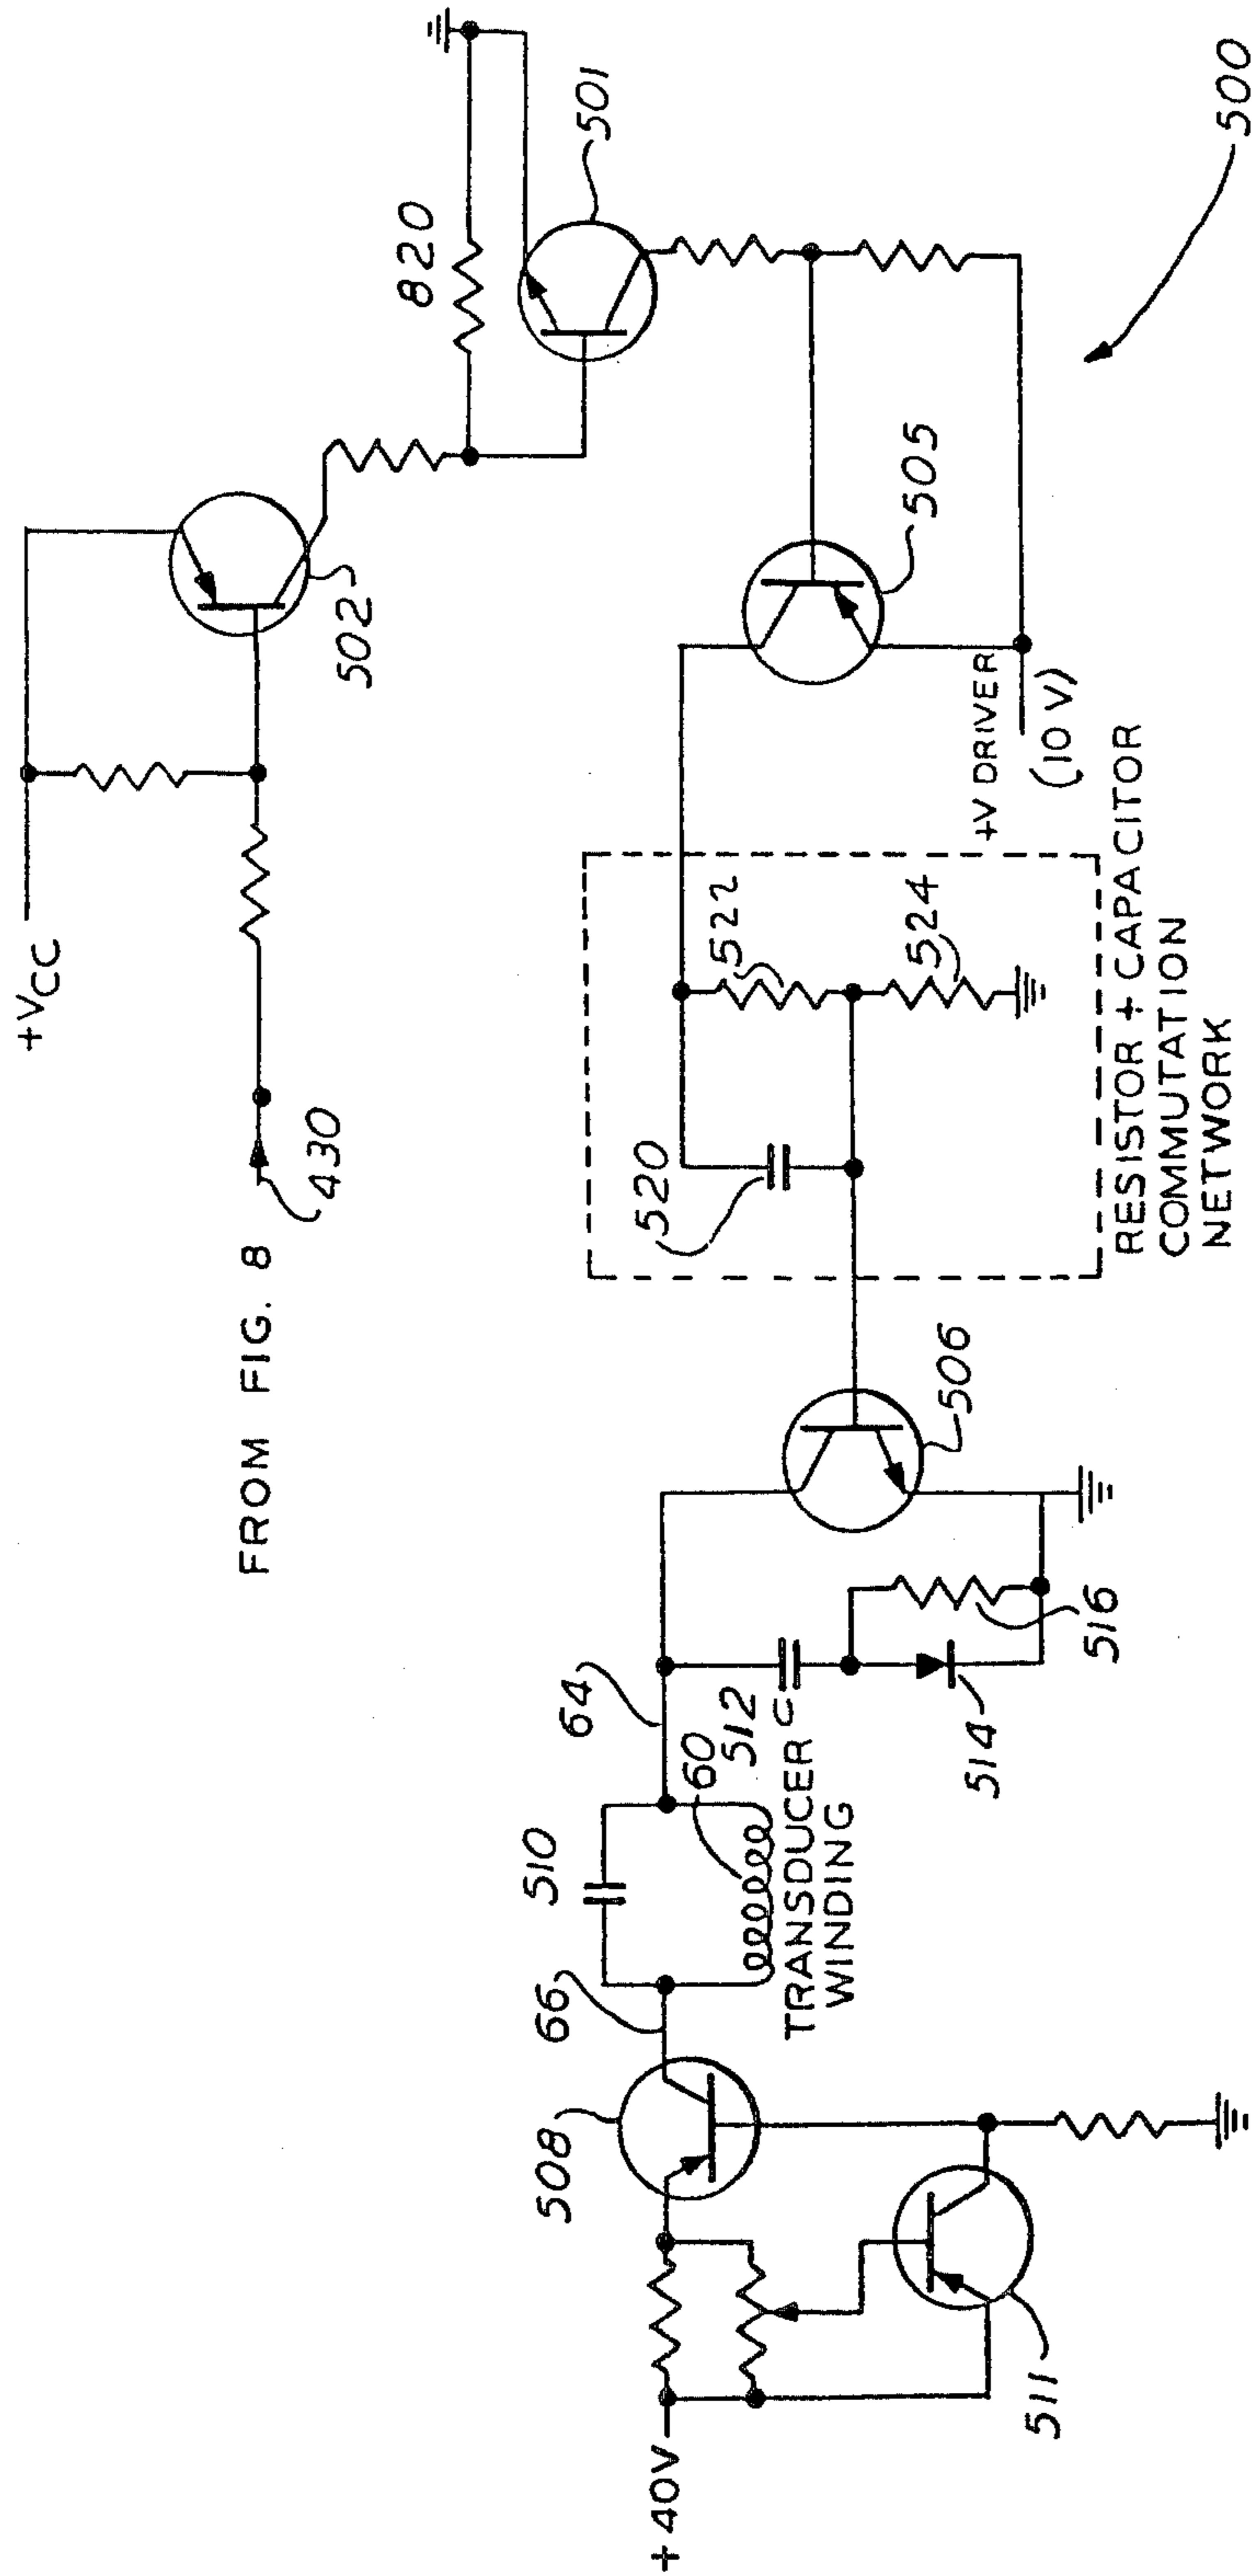 +VCC
FROM FIG. 8
430
502
820
501
505
+V DRIVER
(10 V)
500
522
524
520
RESISTOR + CAPACITOR
COMMUTATION
NETWORK
506
64
510
66
60
TRANSDUCER
WINDING
512
C
514
516
508
511
+40V